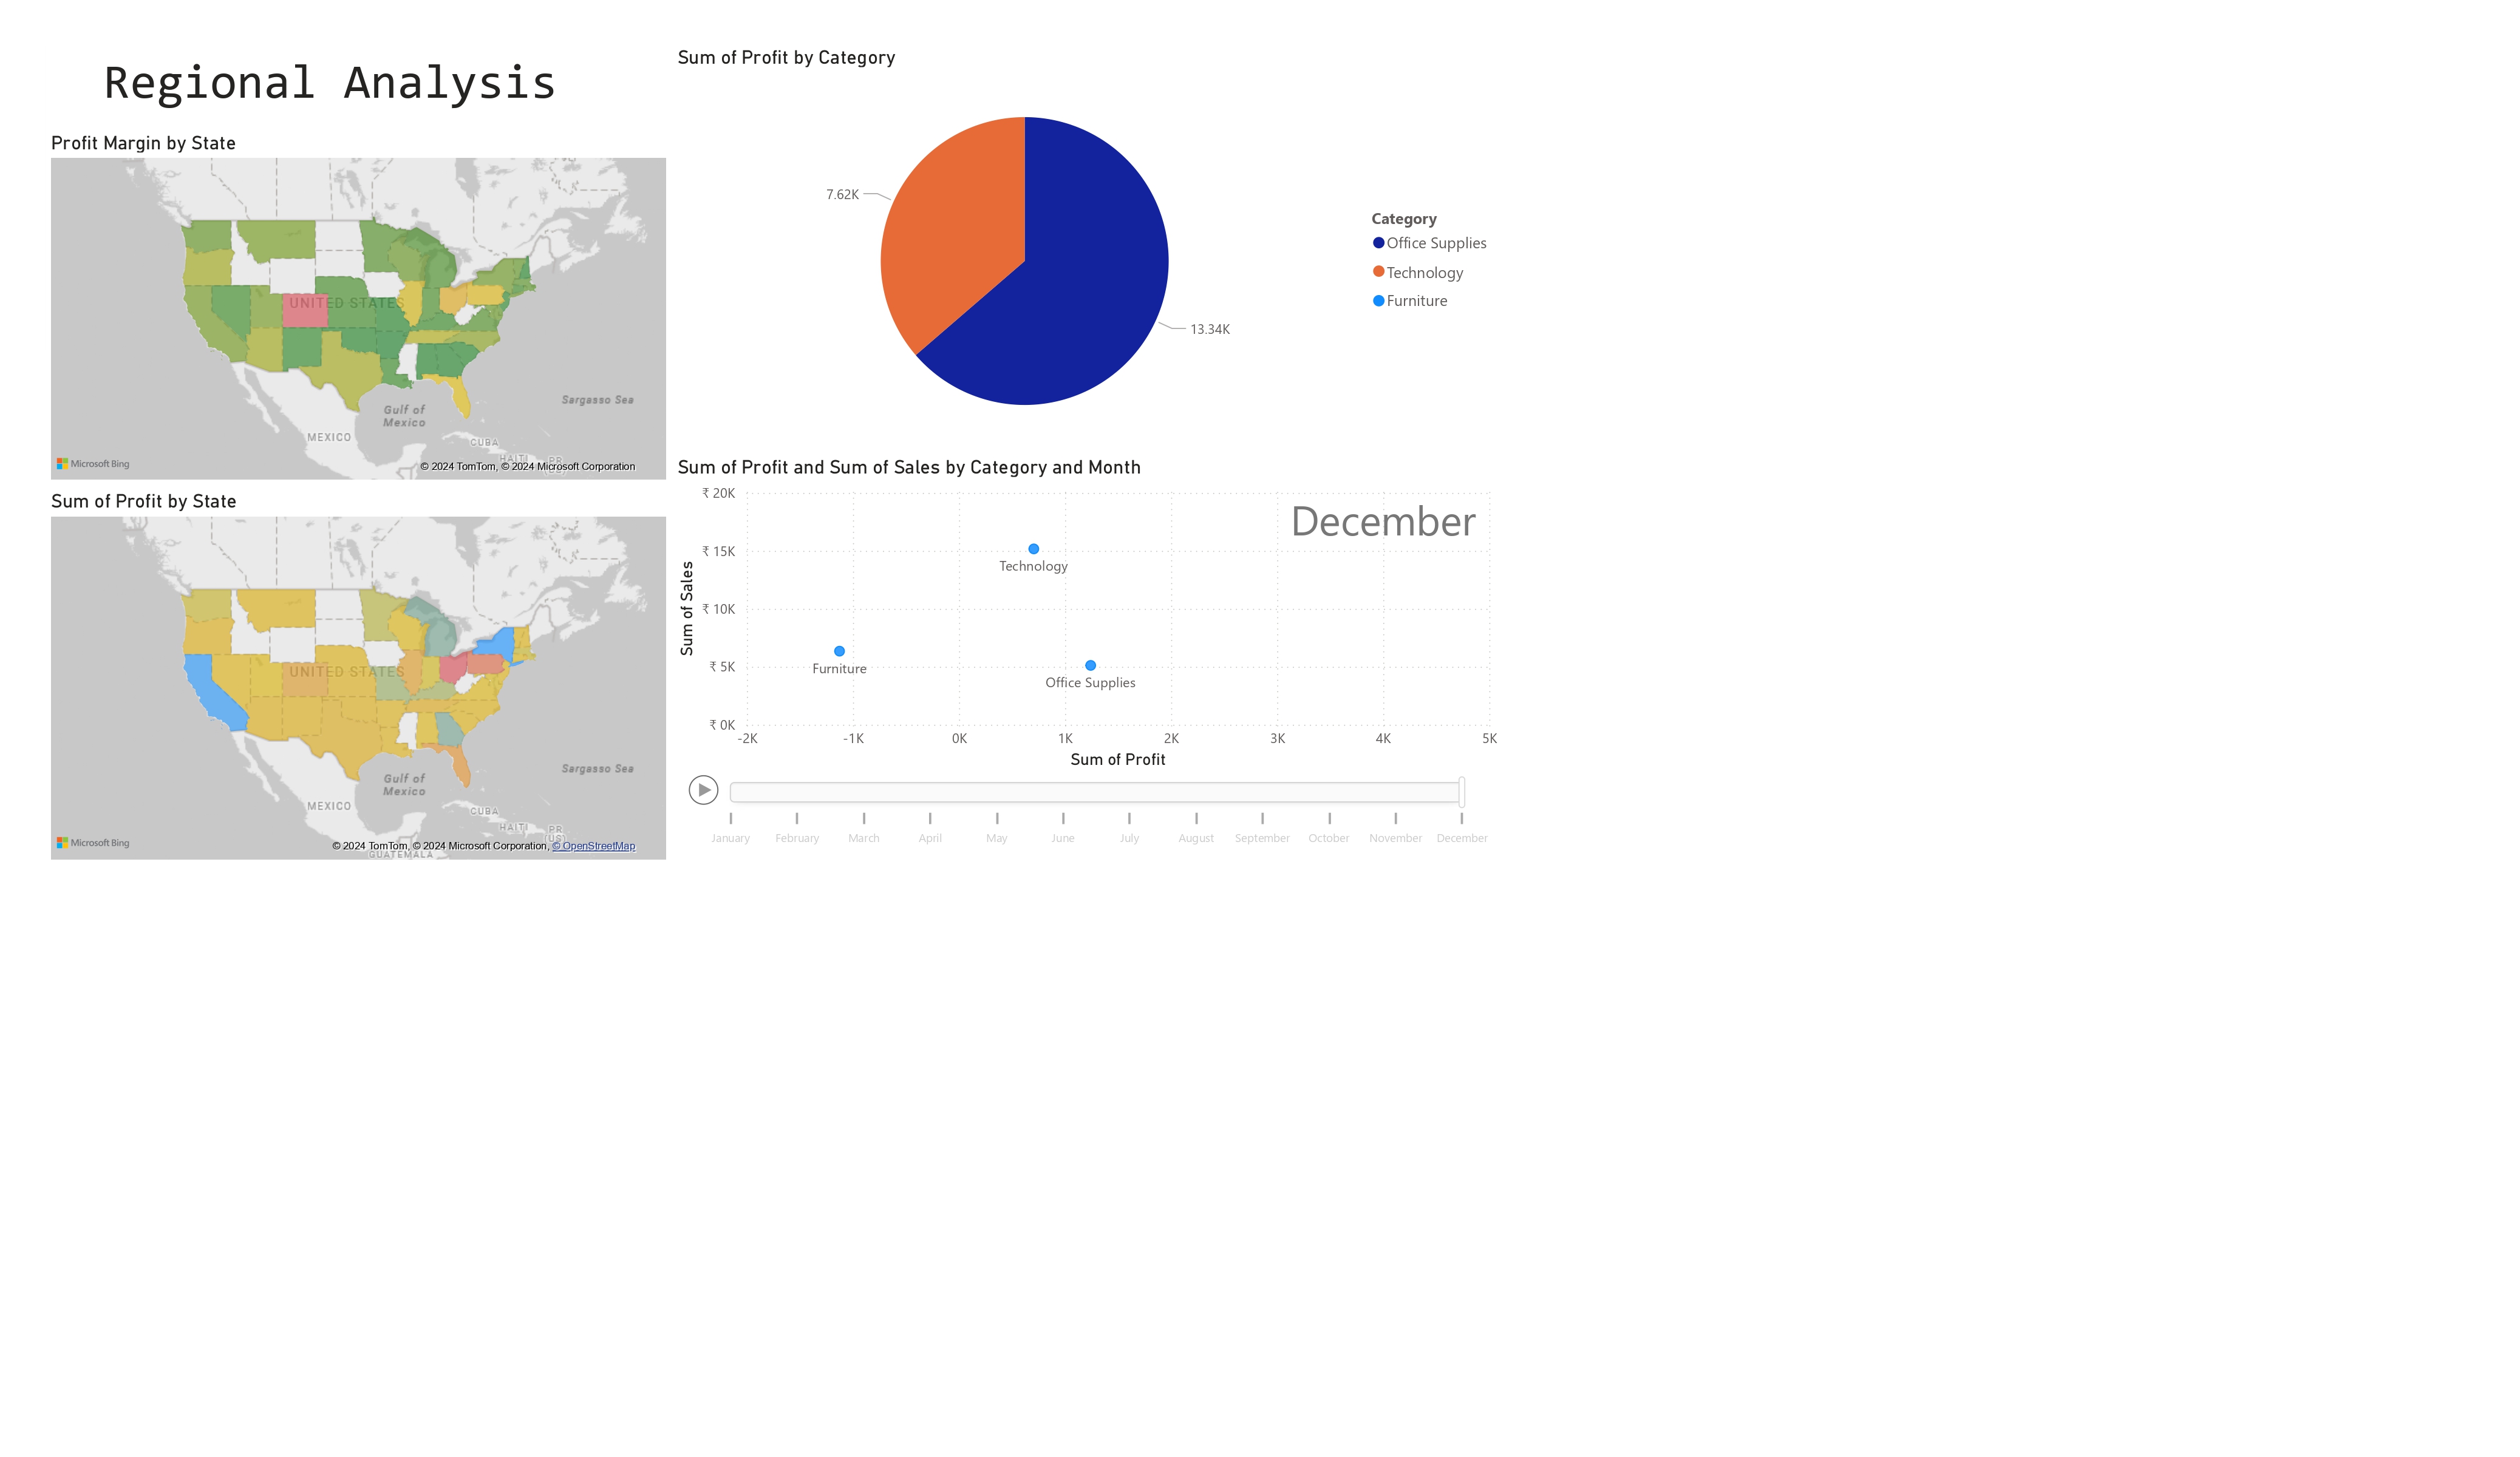 Regional Analysis
Profit Margin by State
UNITED STATES
Gulf of
Mexico
Sargasso Sea
MEXICO
CUBA
HAITI
PR
Microsoft Bing
© 2024 TomTom, © 2024 Microsoft Corporation
Sum of Profit by State
UNITED STATES
Gulf of
Mexico
Sargasso Sea
MEXICO
CUBA
HAITI
PR
(US)
GUATEMALA
Microsoft Bing
© 2024 TomTom, © 2024 Microsoft Corporation, © OpenStreetMap
Sum of Profit by Category
7.62K
13.34K
Category
Office Supplies
Technology
Furniture
Sum of Profit and Sum of Sales by Category and Month
December
Sum of Sales
₹ 20K
₹ 15K
₹ 10K
₹ 5K
₹ 0K
Technology
Furniture
Office Supplies
-2K -1K 0K 1K 2K 3K 4K 5K
Sum of Profit
January February March April May June July August September October November December